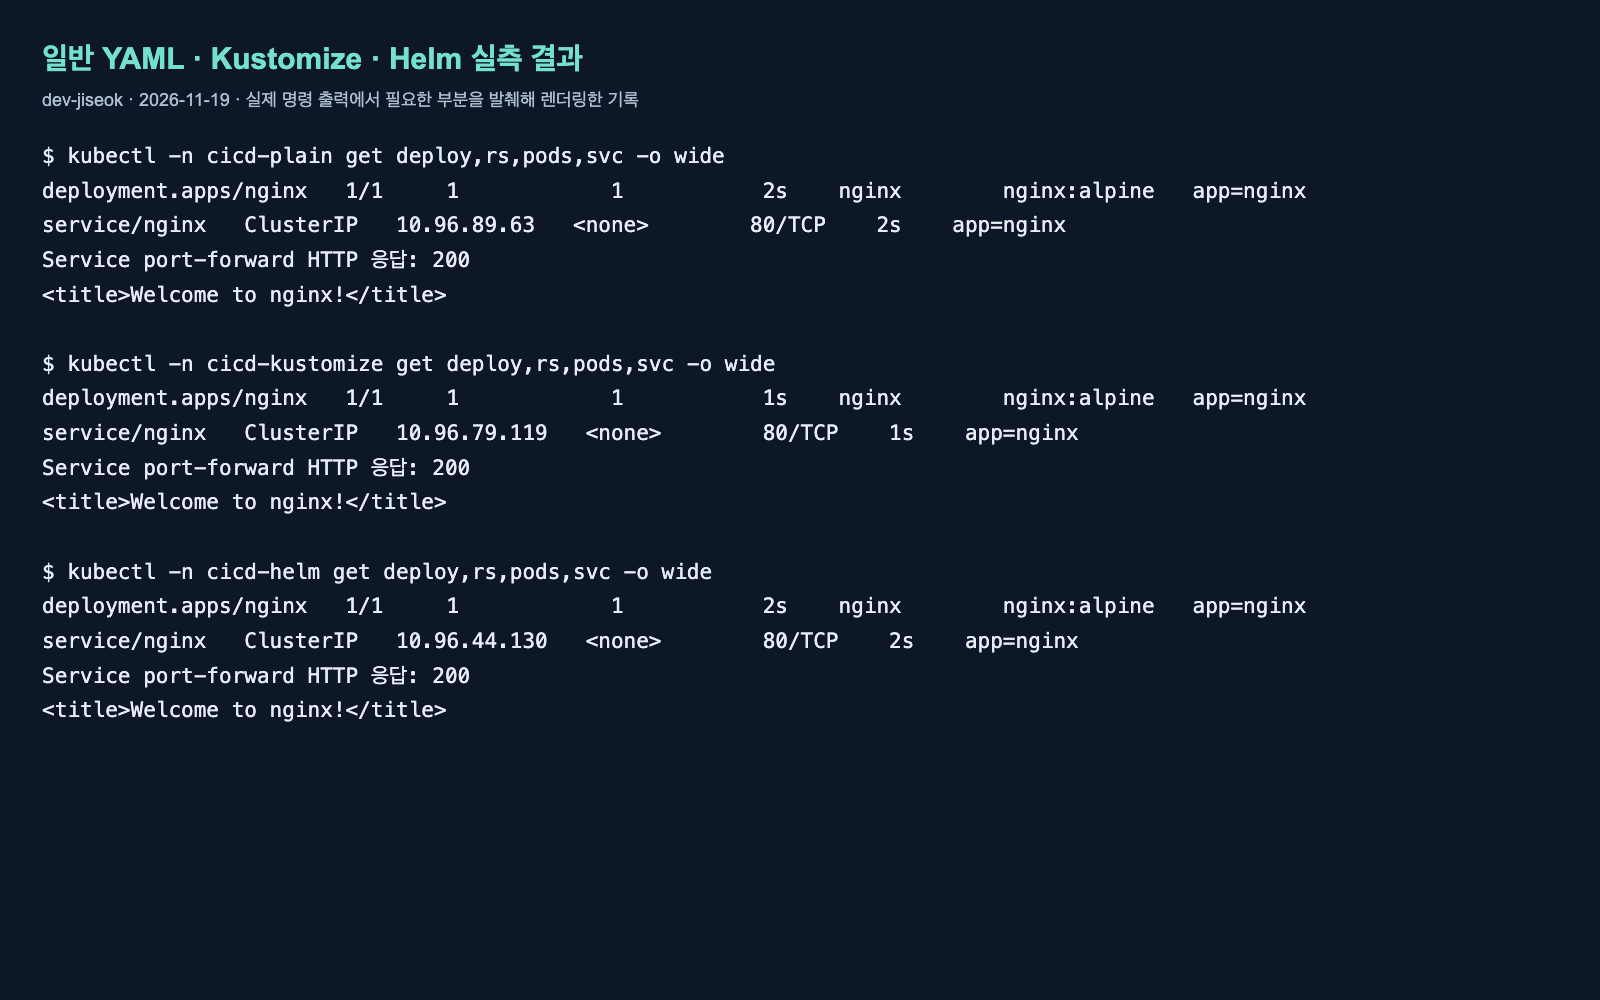 일반 YAML · Kustomize · Helm 실측 결과
dev-jiseok · 2026-11-19 · 실제 명령 출력에서 필요한 부분을 발췌해 렌더링한 기록
$ kubectl -n cicd-plain get deploy,rs,pods,svc -o wide
deployment.apps/nginx   1/1     1            1           2s    nginx        nginx:alpine   app=nginx
service/nginx   ClusterIP   10.96.89.63   <none>        80/TCP    2s    app=nginx
Service port-forward HTTP 응답: 200
<title>Welcome to nginx!</title>
$ kubectl -n cicd-kustomize get deploy,rs,pods,svc -o wide
deployment.apps/nginx   1/1     1            1           1s    nginx        nginx:alpine   app=nginx
service/nginx   ClusterIP   10.96.79.119   <none>        80/TCP    1s    app=nginx
Service port-forward HTTP 응답: 200
<title>Welcome to nginx!</title>
$ kubectl -n cicd-helm get deploy,rs,pods,svc -o wide
deployment.apps/nginx   1/1     1            1           2s    nginx        nginx:alpine   app=nginx
service/nginx   ClusterIP   10.96.44.130   <none>        80/TCP    2s    app=nginx
Service port-forward HTTP 응답: 200
<title>Welcome to nginx!</title>